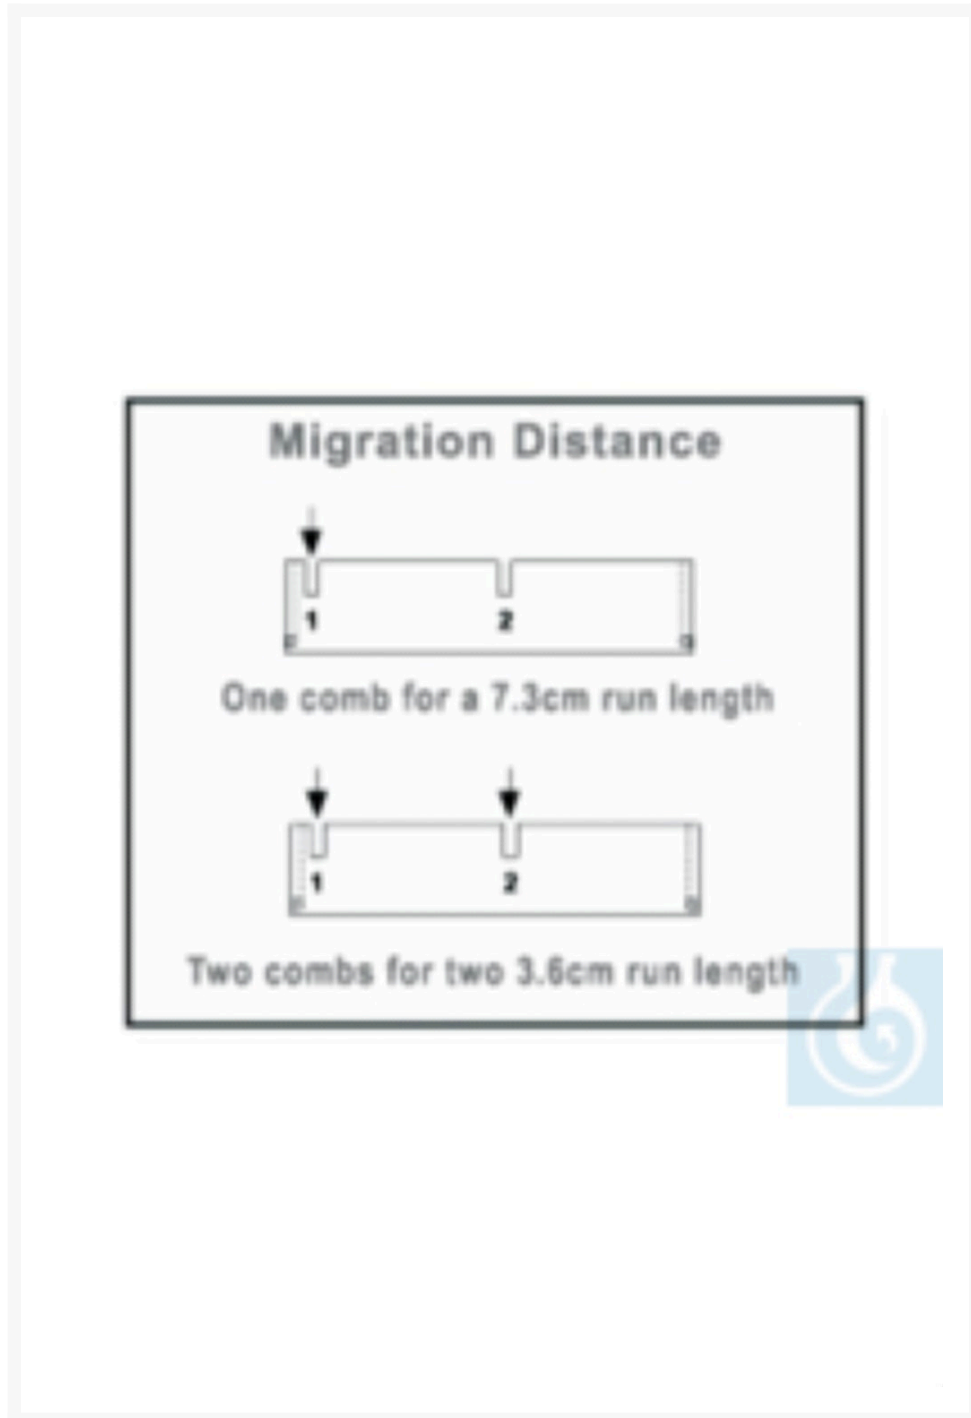 Migration Distance
1 2
One comb for a 7.3cm run length
1 2
Two combs for two 3.6cm run length